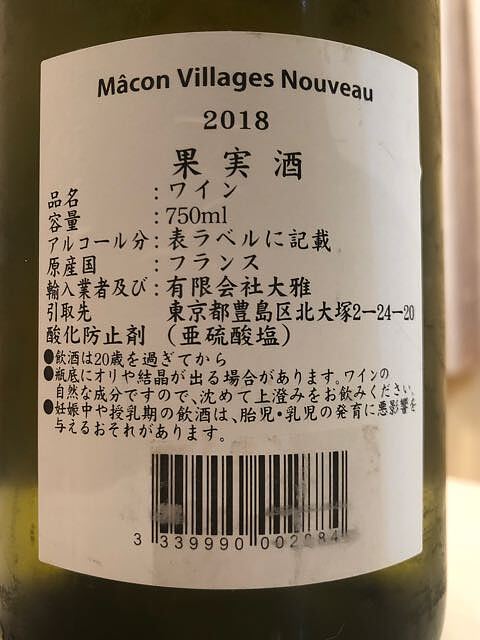 Mâcon Villages Nouveau
2018
果実酒
品名 : ワイン
容量 : 750ml
アルコール分 : 表ラベルに記載
原産国 : フランス
輸入業者及び : 有限会社大雅
引取先 東京都豊島区北大塚2-24-20
酸化防止剤 (亜硫酸塩)
●飲酒は20歳を過ぎてから
●瓶底にオリや結晶が出る場合があります。ワインの
自然な成分ですので、沈めて上澄みをお飲みください。
●妊娠中や授乳期の飲酒は、胎児・乳児の発育に悪影響を
与えるおそれがあります。
3 339990